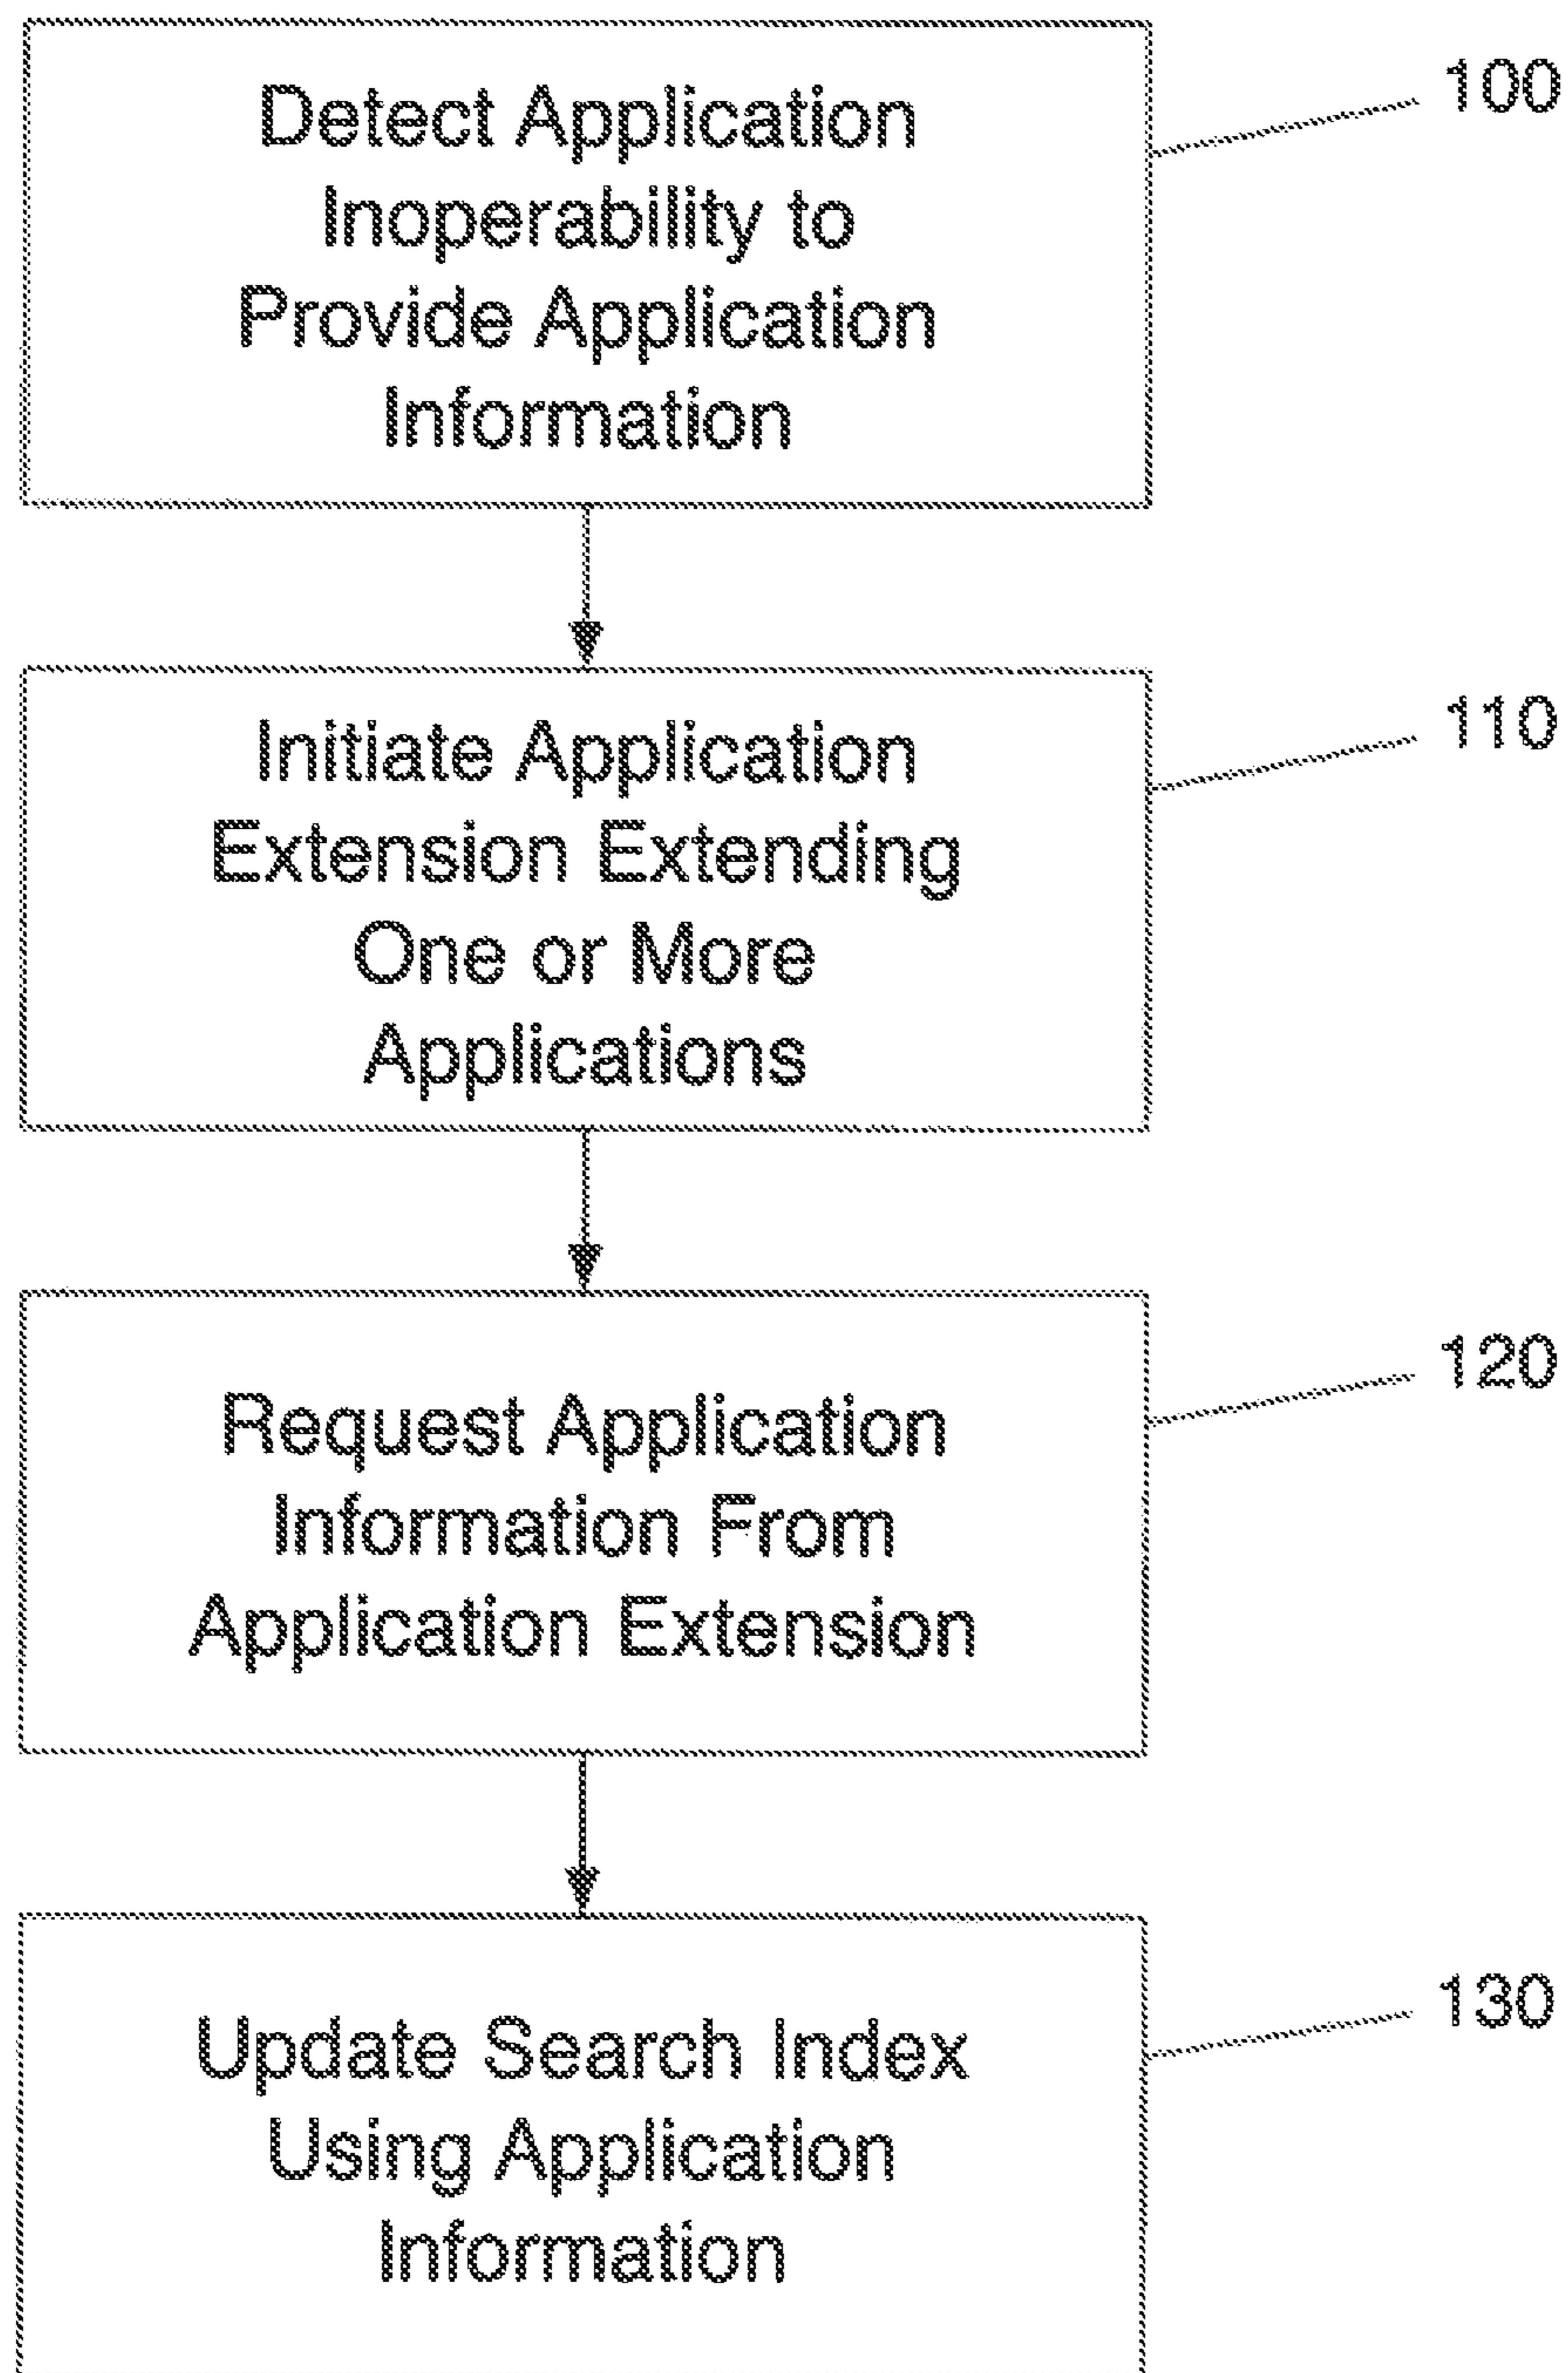 Detect Application
Inoperability to
Provide Application
Information
100
Initiate Application
Extension Extending
One or More
Applications
110
Request Application
Information From
Application Extension
120
Update Search Index
Using Application
Information
130